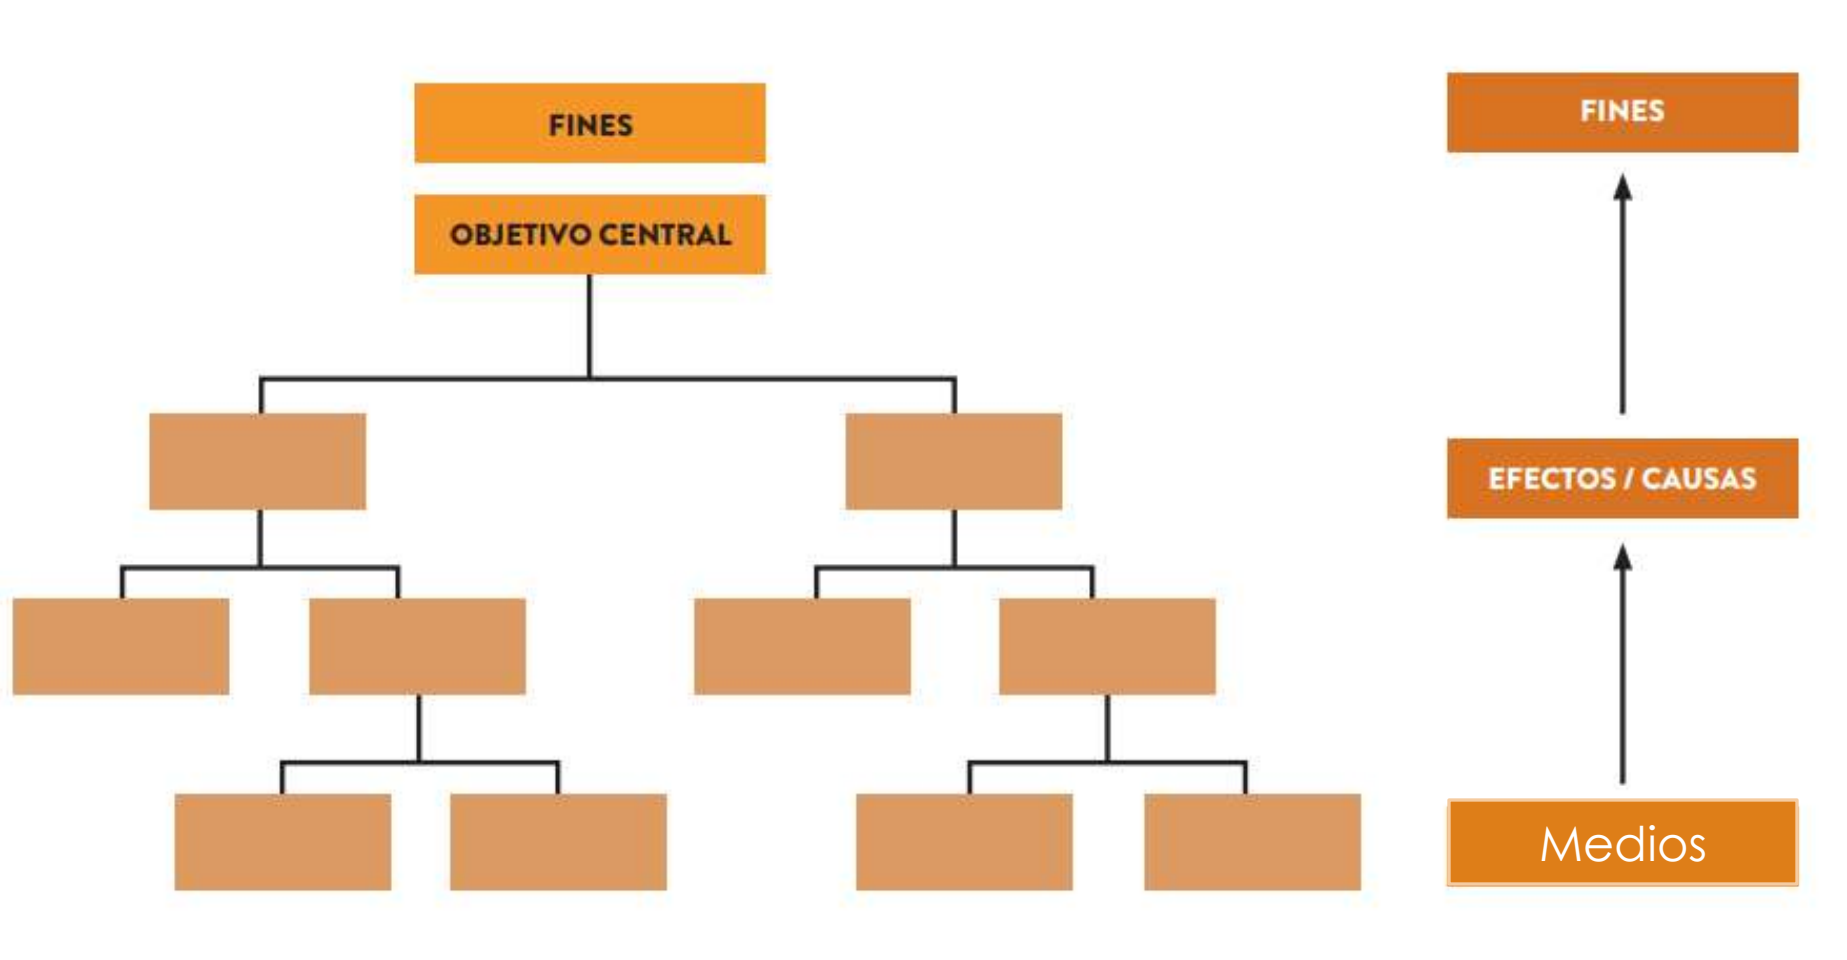 FINES
OBJETIVO CENTRAL
FINES
EFECTOS / CAUSAS
Medios